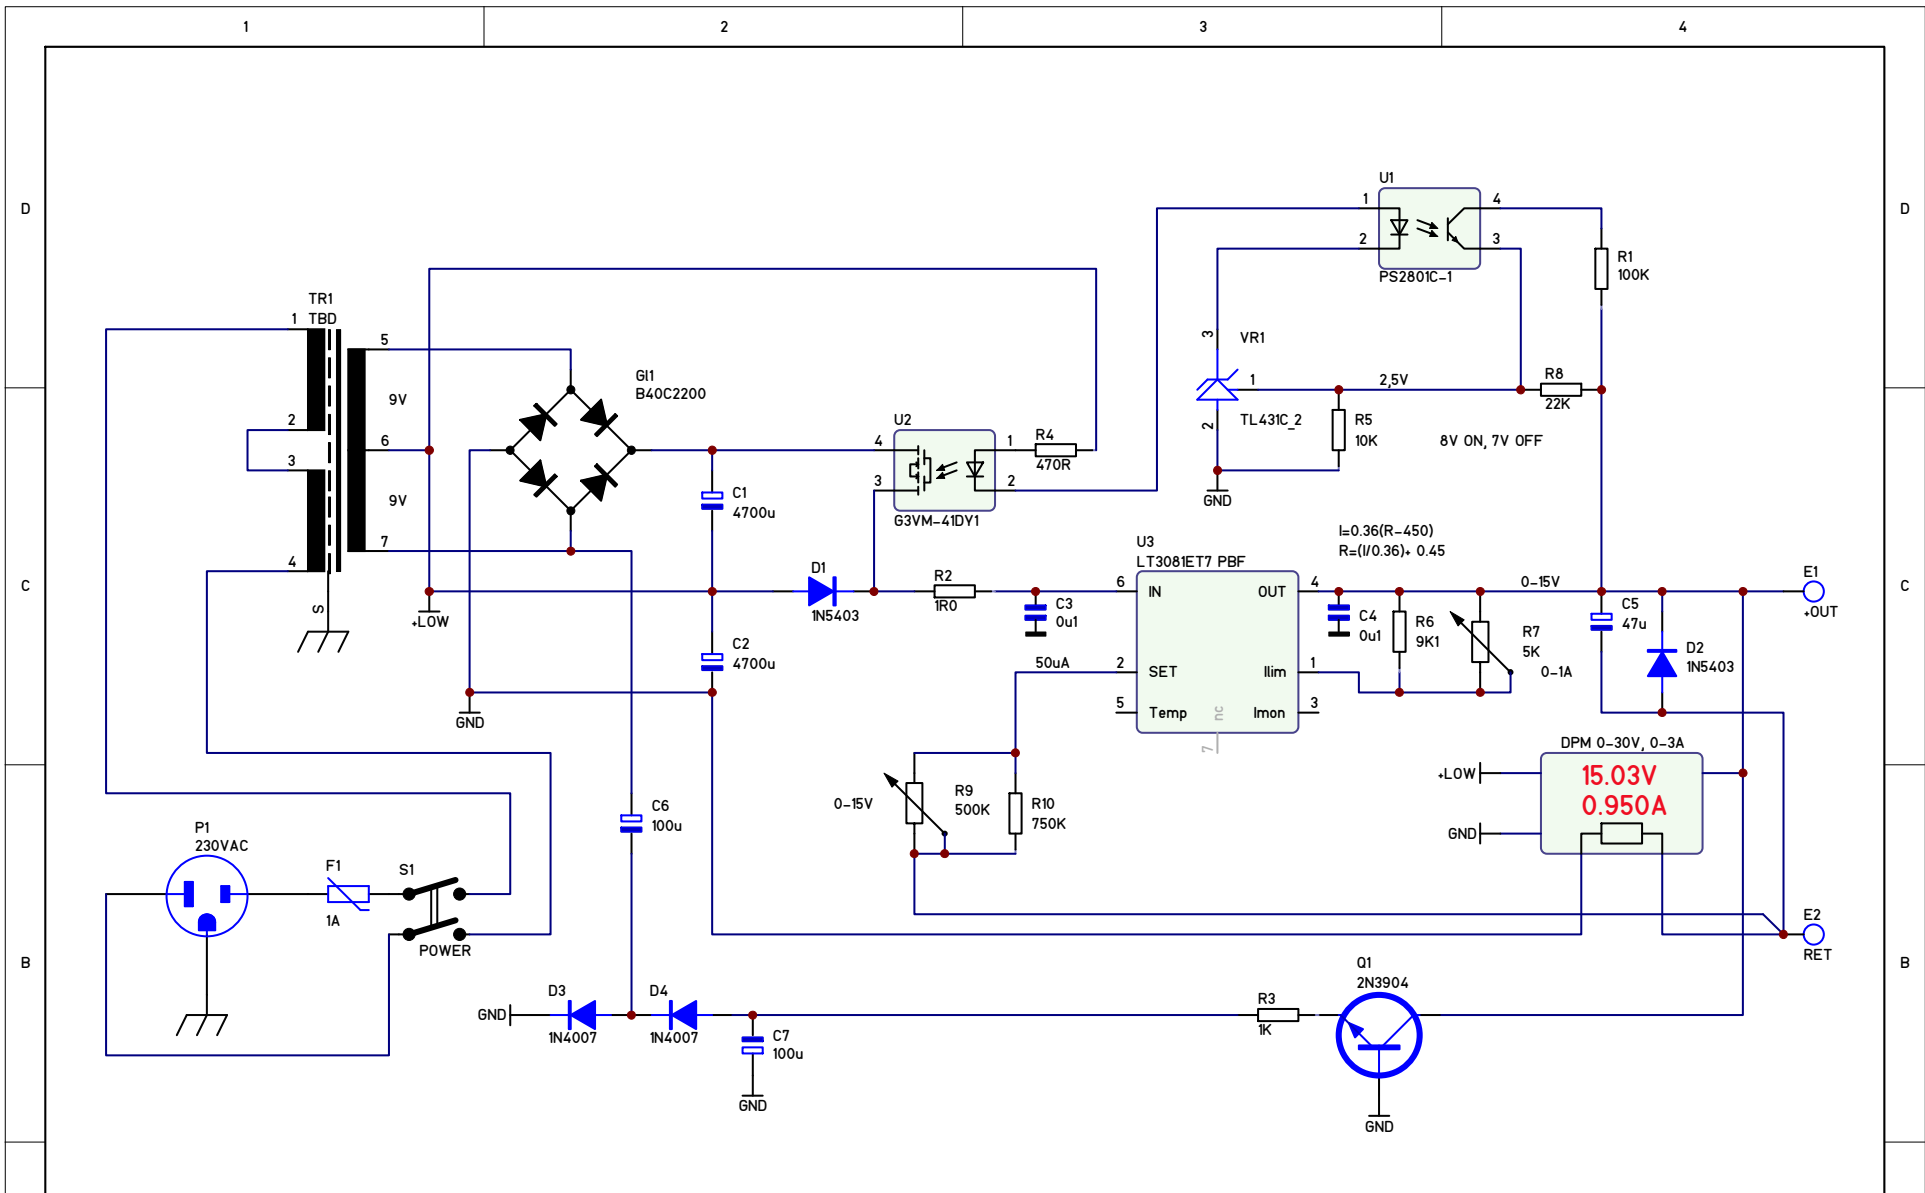 1
2
3
4
D
D
U1
1
4
2
3
PS2801C-1
R1
100K
TR1
TBD
1
5
3
VR1
GI1
B40C2200
9V
1
2,5V
R8
22K
2
TL431C_2
R5
10K
8V ON, 7V OFF
2
6
3
U2
4
1
R4
470R
3
2
G3VM-41DY1
GND
9V
C1
4700u
7
4
I=0.36(R-450)
R=(I/0.36)+ 0.45
U3
LT3081ET7 PBF
C
C
D1
1N5403
R2
1R0
6
IN
OUT
4
0-15V
E1
+OUT
S
+LOW
C3
0u1
C4
0u1
R6
9K1
R7
5K
0-1A
C5
47u
D2
1N5403
C2
4700u
50uA
2
SET
Ilim
1
5
Temp
nc
Imon
3
7
GND
DPM 0-30V, 0-3A
+LOW
15.03V
0.950A
GND
0-15V
R9
500K
R10
750K
C6
100u
P1
230VAC
F1
1A
S1
POWER
E2
RET
B
B
Q1
2N3904
D3
1N4007
D4
1N4007
GND
R3
1K
C7
100u
GND
GND